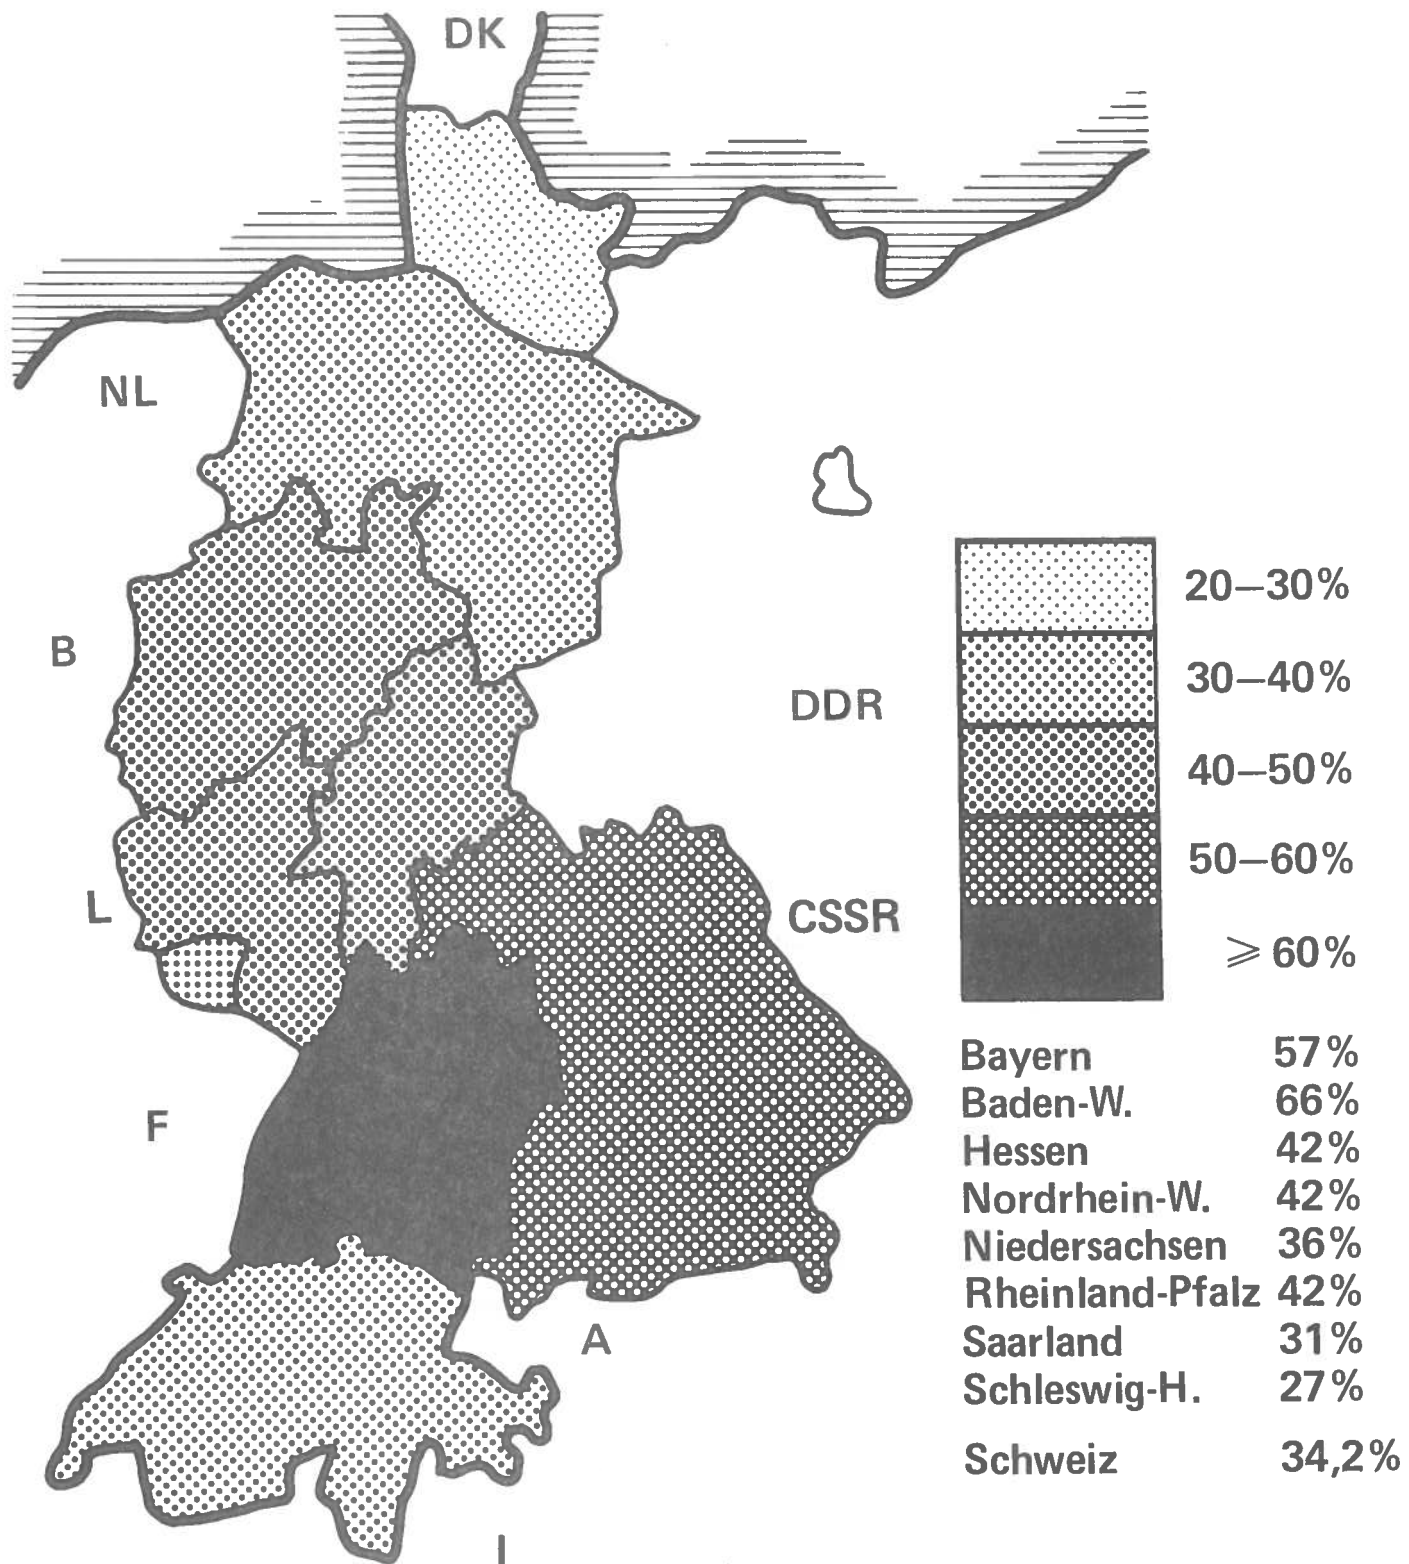 DK
NL
B
DDR
L
CSSR
F
A
I
20–30%
30–40%
40–50%
50–60%
⩾ 60%
Bayern 57%
Baden-W. 66%
Hessen 42%
Nordrhein-W. 42%
Niedersachsen 36%
Rheinland-Pfalz 42%
Saarland 31%
Schleswig-H. 27%
Schweiz 34,2%